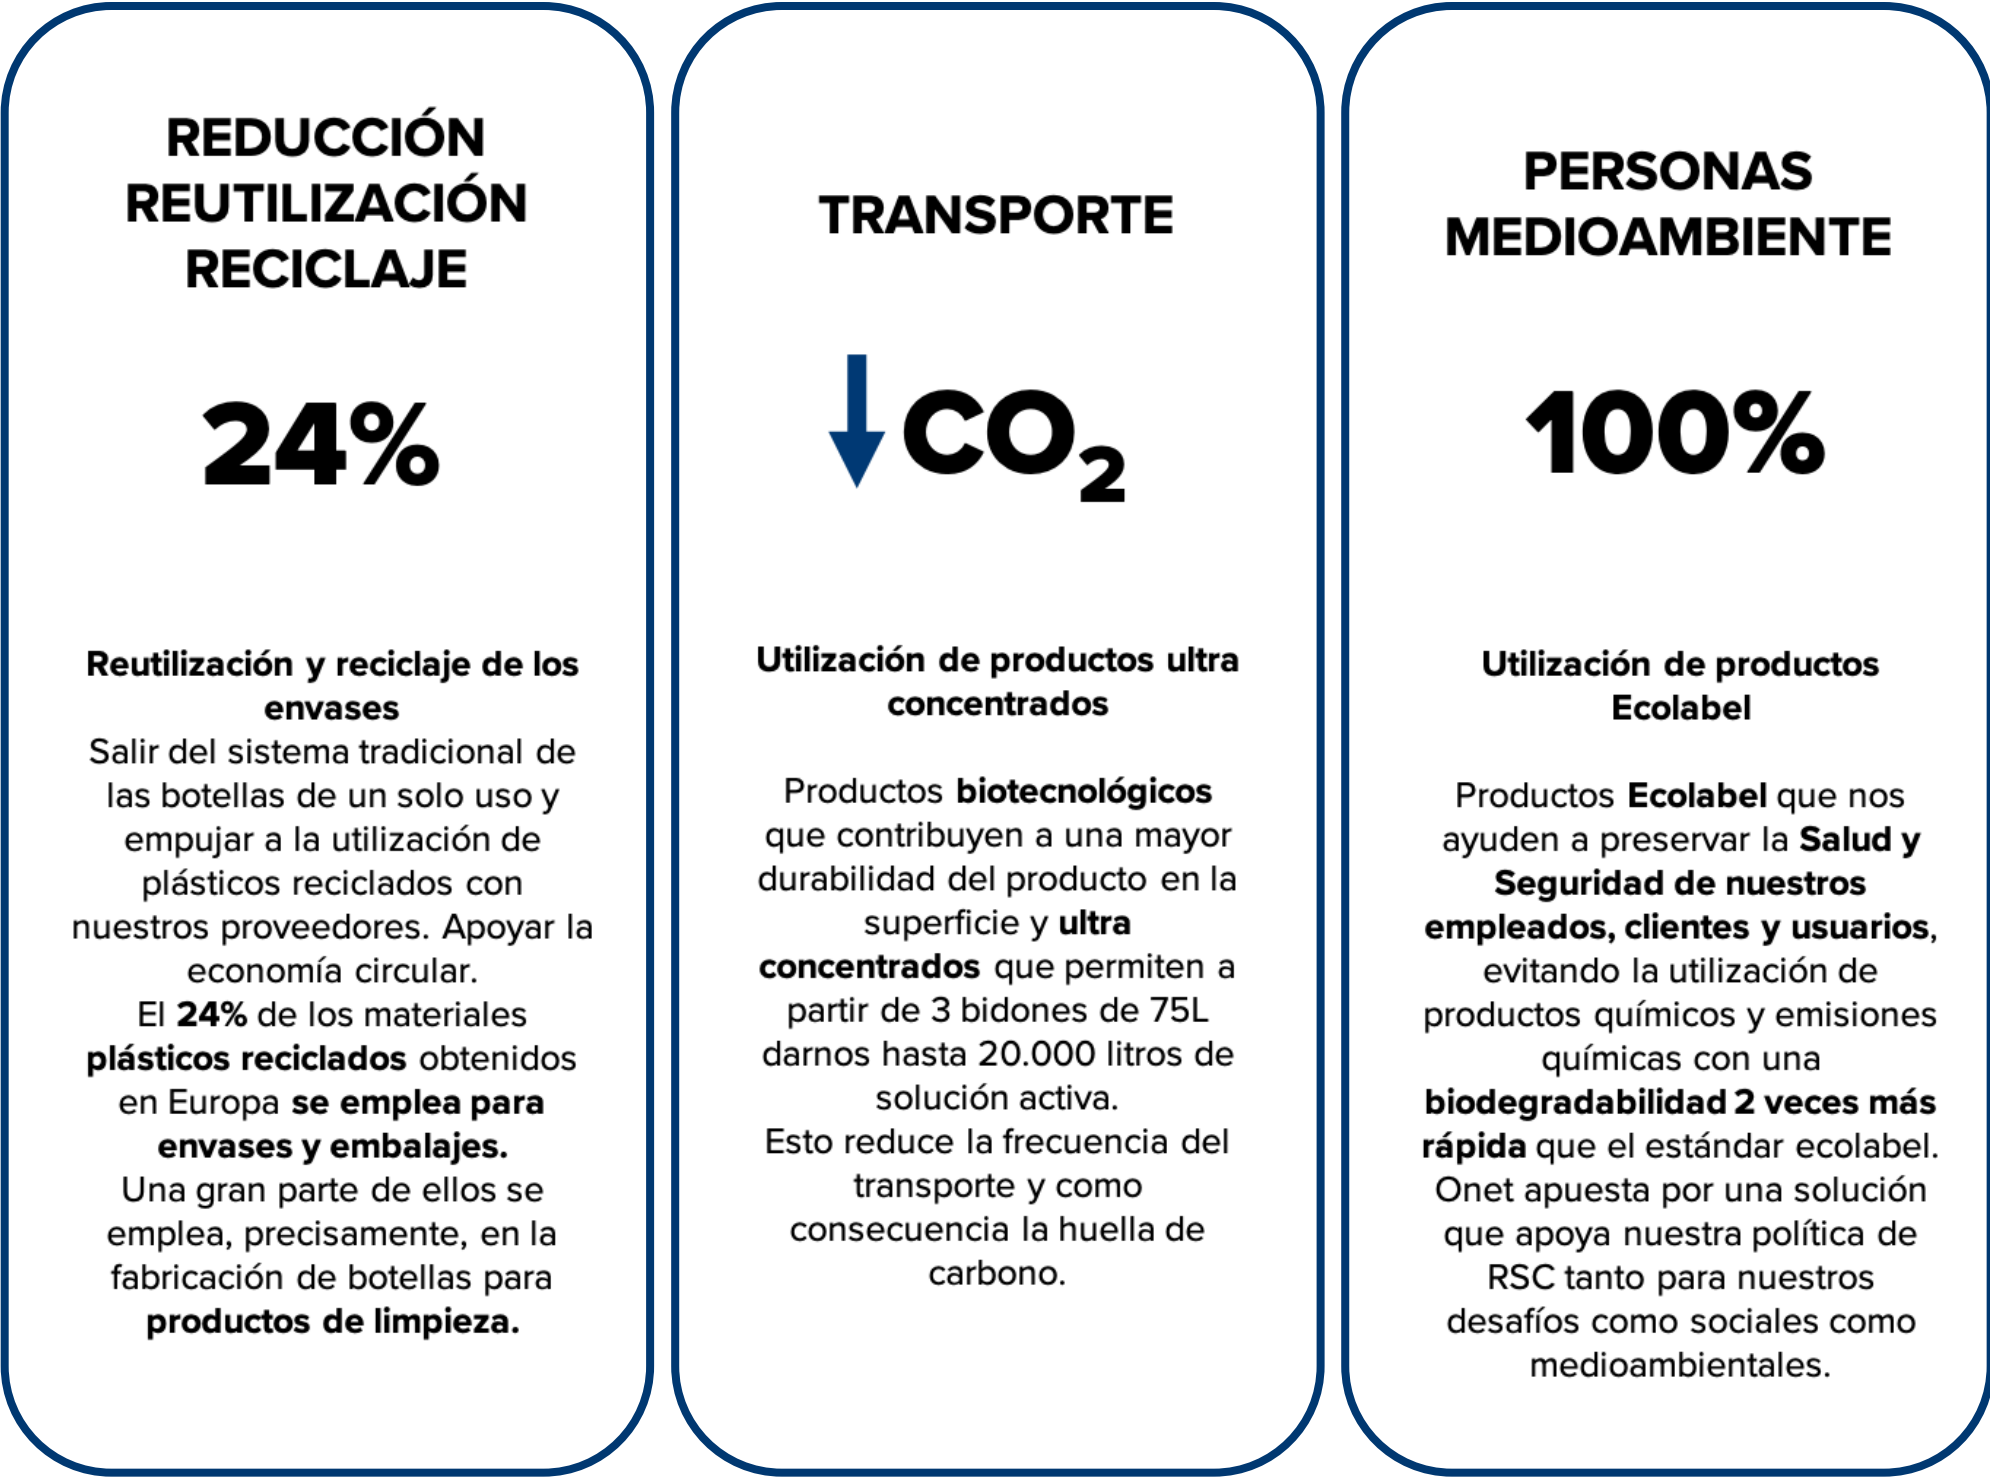 REDUCCIÓN
REUTILIZACIÓN
RECICLAJE
24%
Reutilización y reciclaje de los
envases
Salir del sistema tradicional de
las botellas de un solo uso y
empujar a la utilización de
plásticos reciclados con
nuestros proveedores. Apoyar la
economía circular.
El 24% de los materiales
plásticos reciclados obtenidos
en Europa se emplea para
envases y embalajes.
Una gran parte de ellos se
emplea, precisamente, en la
fabricación de botellas para
productos de limpieza.
TRANSPORTE
CO₂
Utilización de productos ultra
concentrados
Productos biotecnológicos
que contribuyen a una mayor
durabilidad del producto en la
superficie y ultra
concentrados que permiten a
partir de 3 bidones de 75L
darnos hasta 20.000 litros de
solución activa.
Esto reduce la frecuencia del
transporte y como
consecuencia la huella de
carbono.
PERSONAS
MEDIOAMBIENTE
100%
Utilización de productos
Ecolabel
Productos Ecolabel que nos
ayuden a preservar la Salud y
Seguridad de nuestros
empleados, clientes y usuarios,
evitando la utilización de
productos químicos y emisiones
químicas con una
biodegradabilidad 2 veces más
rápida que el estándar ecolabel.
Onet apuesta por una solución
que apoya nuestra política de
RSC tanto para nuestros
desafíos como sociales como
medioambientales.